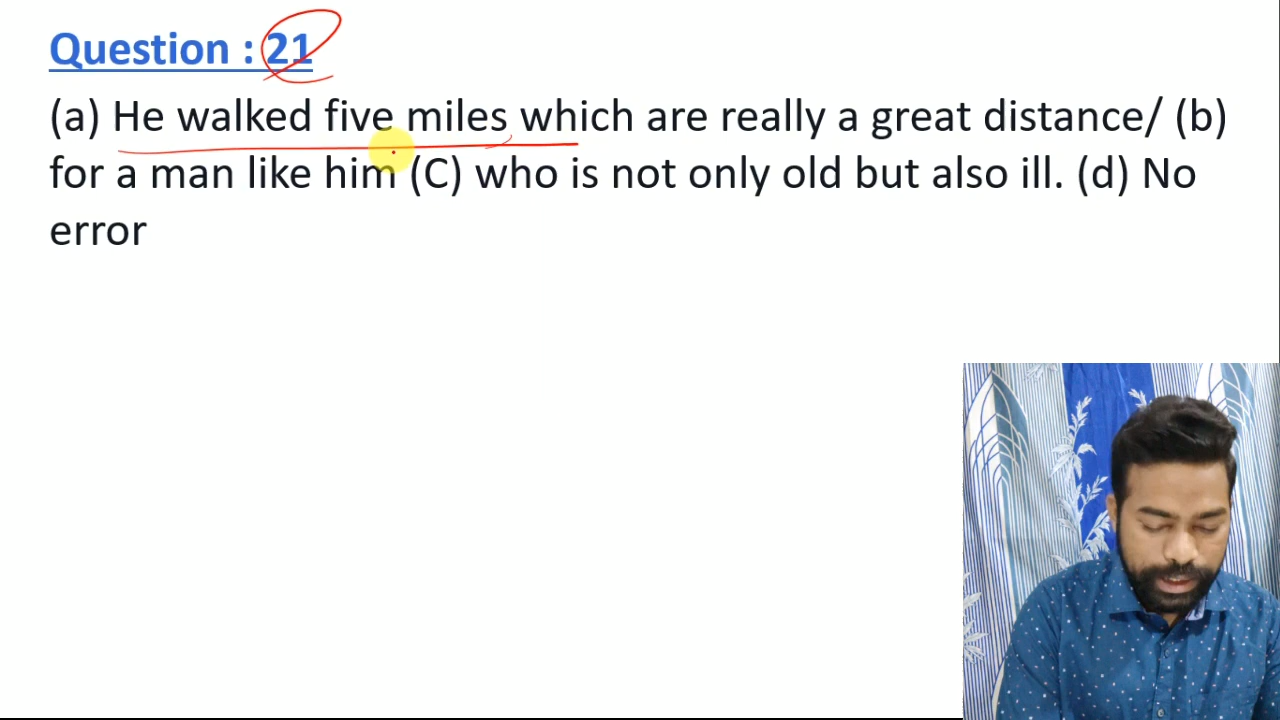 Question : 21
(a) He walked five miles which are really a great distance/ (b)
for a man like him (C) who is not only old but also ill. (d) No
error